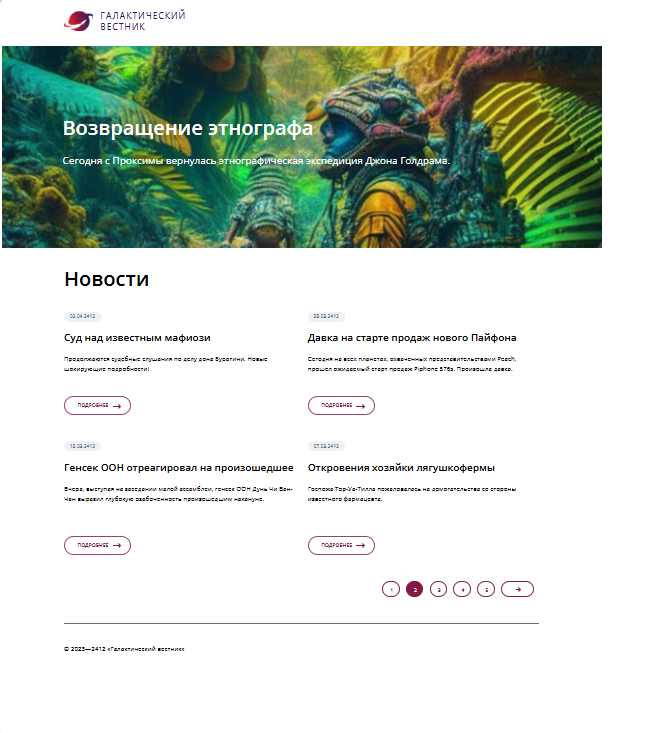 ГАЛАКТИЧЕСКИЙ
ВЕСТНИК
Возвращение этнографа
Сегодня с Проксимы вернулась этнографическая экспедиция Джона Голдрама.
Новости
02.04.2412
Суд над известным мафиози
Продолжаются судебные слушания по делу дона Буратини. Новые
шокирующие подробности!
ПОДРОБНЕЕ →
25.03.2412
Давка на старте продаж нового Пайфона
Сегодня на всех планетах, охваченных представительствами Peach,
прошел ожидаемый старт продаж Piphone 576s. Произошла давка.
ПОДРОБНЕЕ →
15.03.2412
Генсек ООН отреагировал на произошедшее
Вчера, выступая на заседании малой ассамблеи, генсек ООН Дунь Чи Ван-
Чан выразил глубокую озабоченность произошедшим накануне.
ПОДРОБНЕЕ →
07.03.2412
Откровения хозяйки лягушкофермы
Госпожа Тор-Уа-Тилла пожаловалась на домогательства со стороны
известного фармацевта.
ПОДРОБНЕЕ →
1 2 3 4 5 →
© 2023—2412 «Галактический вестник»